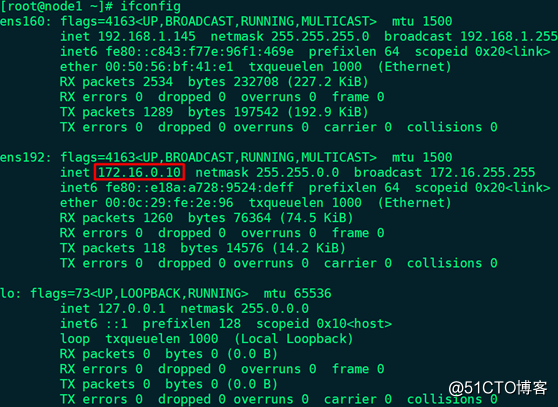 [root@node1 ~]# ifconfig
ens160: flags=4163<UP,BROADCAST,RUNNING,MULTICAST>  mtu 1500
        inet 192.168.1.145  netmask 255.255.255.0  broadcast 192.168.1.255
        inet6 fe80::c843:f77e:96f1:469e  prefixlen 64  scopeid 0x20<link>
        ether 00:50:56:bf:41:e1  txqueuelen 1000  (Ethernet)
        RX packets 2534  bytes 232708 (227.2 KiB)
        RX errors 0  dropped 0  overruns 0  frame 0
        TX packets 1289  bytes 197542 (192.9 KiB)
        TX errors 0  dropped 0 overruns 0  carrier 0  collisions 0
ens192: flags=4163<UP,BROADCAST,RUNNING,MULTICAST>  mtu 1500
        inet 172.16.0.10  netmask 255.255.0.0  broadcast 172.16.255.255
        inet6 fe80::e18a:a728:9524:deff  prefixlen 64  scopeid 0x20<link>
        ether 00:0c:29:fe:2e:96  txqueuelen 1000  (Ethernet)
        RX packets 1260  bytes 76364 (74.5 KiB)
        RX errors 0  dropped 0  overruns 0  frame 0
        TX packets 118  bytes 14576 (14.2 KiB)
        TX errors 0  dropped 0 overruns 0  carrier 0  collisions 0
lo: flags=73<UP,LOOPBACK,RUNNING>  mtu 65536
        inet 127.0.0.1  netmask 255.0.0.0
        inet6 ::1  prefixlen 128  scopeid 0x10<host>
        loop  txqueuelen 1000  (Local Loopback)
        RX packets 0  bytes 0 (0.0 B)
        RX errors 0  dropped 0  overruns 0  frame 0
        TX packets 0  bytes 0 (0.0 B)
        TX errors 0  dropped 0 overruns 0  carrier 0  collisions 0
@51CTO博客